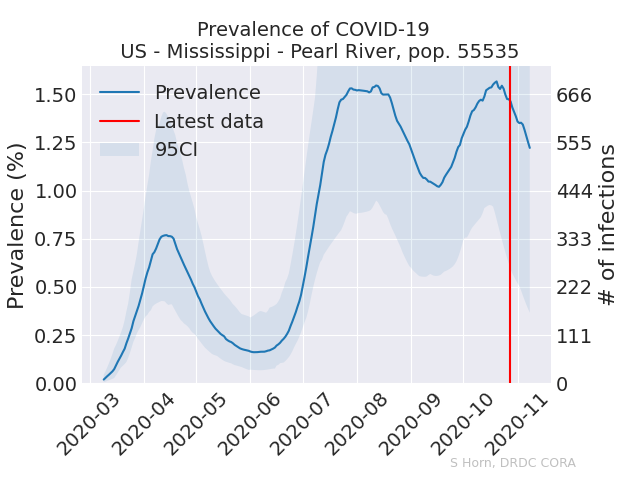 Prevalence of COVID-19
US - Mississippi - Pearl River, pop. 55535
Prevalence
Latest data
95CI
Prevalence (%)
1.50
1.25
1.00
0.75
0.50
0.25
0.00
666
555
444
333
222
111
0
# of infections
2020-03
2020-04
2020-05
2020-06
2020-07
2020-08
2020-09
2020-10
2020-11
S Horn, DRDC CORA